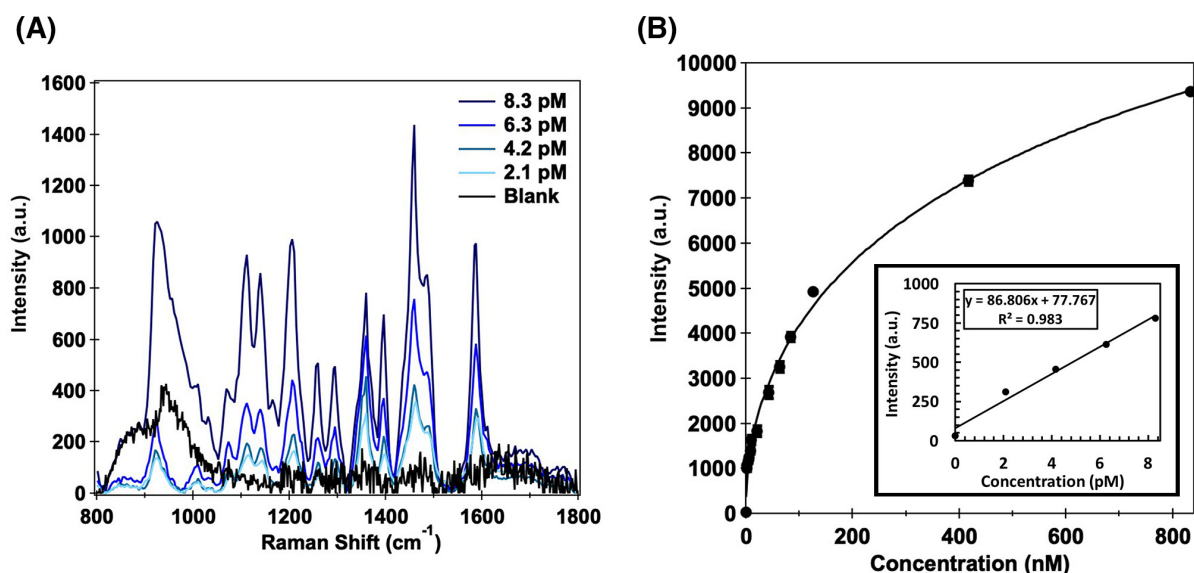 (A)
1600
1400
1200
1000
800
600
400
200
0
Intensity (a.u.)
8.3 pM
6.3 pM
4.2 pM
2.1 pM
Blank
800 1000 1200 1400 1600 1800
Raman Shift (cm⁻¹)
(B)
10000
9000
8000
7000
6000
5000
4000
3000
2000
1000
0
Intensity (a.u.)
0 200 400 600 800
Concentration (nM)
1000
750
500
250
0
Intensity (a.u.)
y = 86.806x + 77.767
R² = 0.983
0 2 4 6 8
Concentration (pM)